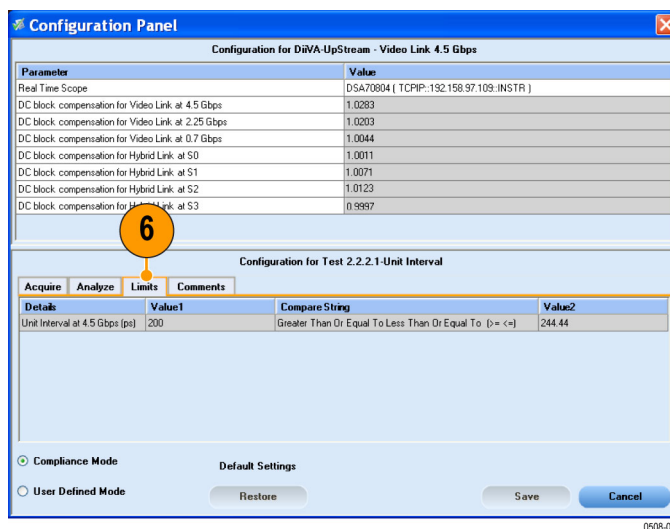 Configuration Panel
Configuration for DiiVA-UpStream - Video Link 4.5 Gbps
Parameter Value
Real Time Scope DSA70804 ( TCPIP::192.158.97.109::INSTR )
DC block compensation for Video Link at 4.5 Gbps 1.0283
DC block compensation for Video Link at 2.25 Gbps 1.0203
DC block compensation for Video Link at 0.7 Gbps 1.0044
DC block compensation for Hybrid Link at S0 1.0011
DC block compensation for Hybrid Link at S1 1.0071
DC block compensation for Hybrid Link at S2 1.0123
DC block compensation for Link at S3 0.9997
6
Configuration for Test 2.2.2.1-Unit Interval
Acquire Analyze Limits Comments
Details Value1 Compare String Value2
Unit Interval at 4.5 Gbps (ps) 200 Greater Than Or Equal To Less Than Or Equal To (>= <=) 244.44
Compliance Mode
Default Settings
User Defined Mode Restore Save Cancel